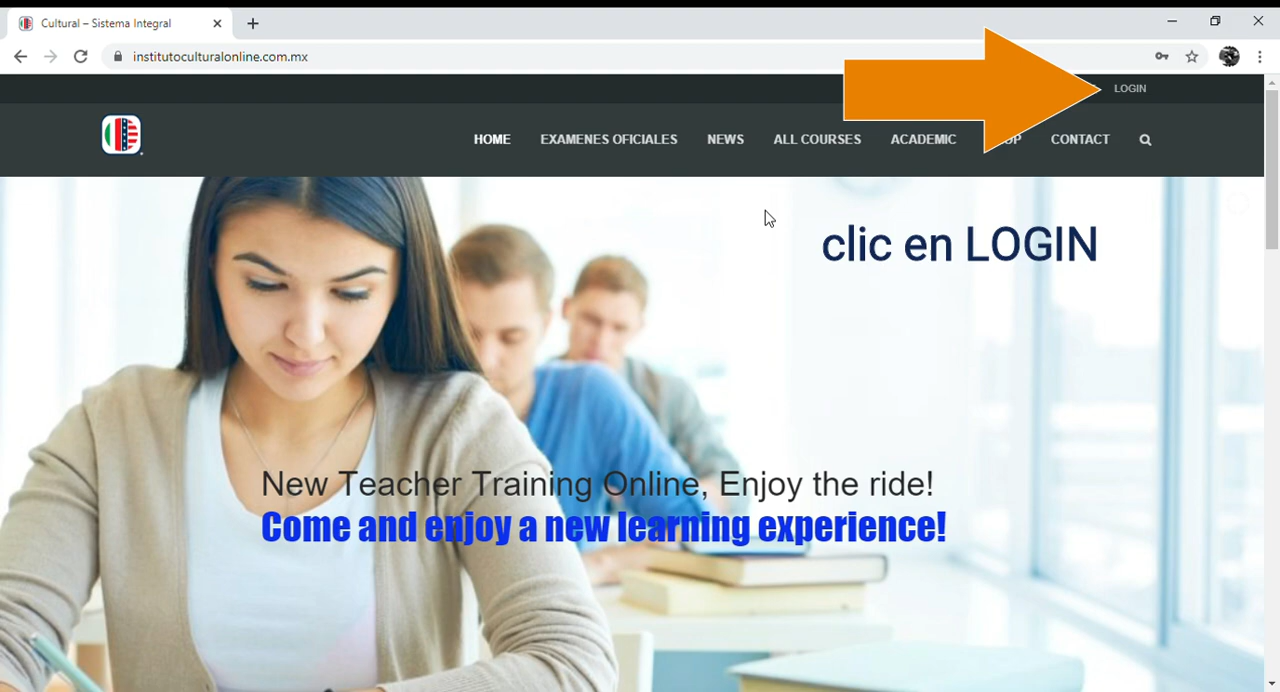 Cultural – Sistema Integral
institutoculturalonline.com.mx
LOGIN
HOME EXAMENES OFICIALES NEWS ALL COURSES ACADEMIC CONTACT
clic en LOGIN
New Teacher Training Online, Enjoy the ride!
Come and enjoy a new learning experience!